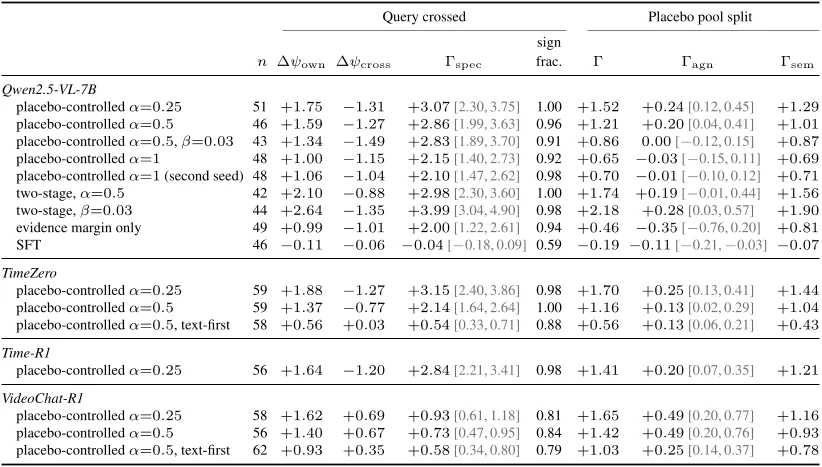 Query crossed Placebo pool split
sign
n Δψown Δψcross Γspec frac. Γ Γagn Γsem
Qwen2.5-VL-7B
placebo-controlled α=0.25 51 +1.75 −1.31 +3.07 [2.30, 3.75] 1.00 +1.52 +0.24 [0.12, 0.45] +1.29
placebo-controlled α=0.5 46 +1.59 −1.27 +2.86 [1.99, 3.63] 0.96 +1.21 +0.20 [0.04, 0.41] +1.01
placebo-controlled α=0.5, β=0.03 43 +1.34 −1.49 +2.83 [1.89, 3.70] 0.91 +0.86 0.00 [−0.12, 0.15] +0.87
placebo-controlled α=1 48 +1.00 −1.15 +2.15 [1.40, 2.73] 0.92 +0.65 −0.03 [−0.15, 0.11] +0.69
placebo-controlled α=1 (second seed) 48 +1.06 −1.04 +2.10 [1.47, 2.62] 0.98 +0.70 −0.01 [−0.10, 0.12] +0.71
two-stage, α=0.5 42 +2.10 −0.88 +2.98 [2.30, 3.60] 1.00 +1.74 +0.19 [−0.01, 0.44] +1.56
two-stage, β=0.03 44 +2.64 −1.35 +3.99 [3.04, 4.90] 0.98 +2.18 +0.28 [0.03, 0.57] +1.90
evidence margin only 49 +0.99 −1.01 +2.00 [1.22, 2.61] 0.94 +0.46 −0.35 [−0.76, 0.20] +0.81
SFT 46 −0.11 −0.06 −0.04 [−0.18, 0.09] 0.59 −0.19 −0.11 [−0.21, −0.03] −0.07
TimeZero
placebo-controlled α=0.25 59 +1.88 −1.27 +3.15 [2.40, 3.86] 0.98 +1.70 +0.25 [0.13, 0.41] +1.44
placebo-controlled α=0.5 59 +1.37 −0.77 +2.14 [1.64, 2.64] 1.00 +1.16 +0.13 [0.02, 0.29] +1.04
placebo-controlled α=0.5, text-first 58 +0.56 +0.03 +0.54 [0.33, 0.71] 0.88 +0.56 +0.13 [0.06, 0.21] +0.43
Time-R1
placebo-controlled α=0.25 56 +1.64 −1.20 +2.84 [2.21, 3.41] 0.98 +1.41 +0.20 [0.07, 0.35] +1.21
VideoChat-R1
placebo-controlled α=0.25 58 +1.62 +0.69 +0.93 [0.61, 1.18] 0.81 +1.65 +0.49 [0.20, 0.77] +1.16
placebo-controlled α=0.5 56 +1.40 +0.67 +0.73 [0.47, 0.95] 0.84 +1.42 +0.49 [0.20, 0.76] +0.93
placebo-controlled α=0.5, text-first 62 +0.93 +0.35 +0.58 [0.34, 0.80] 0.79 +1.03 +0.25 [0.14, 0.37] +0.78